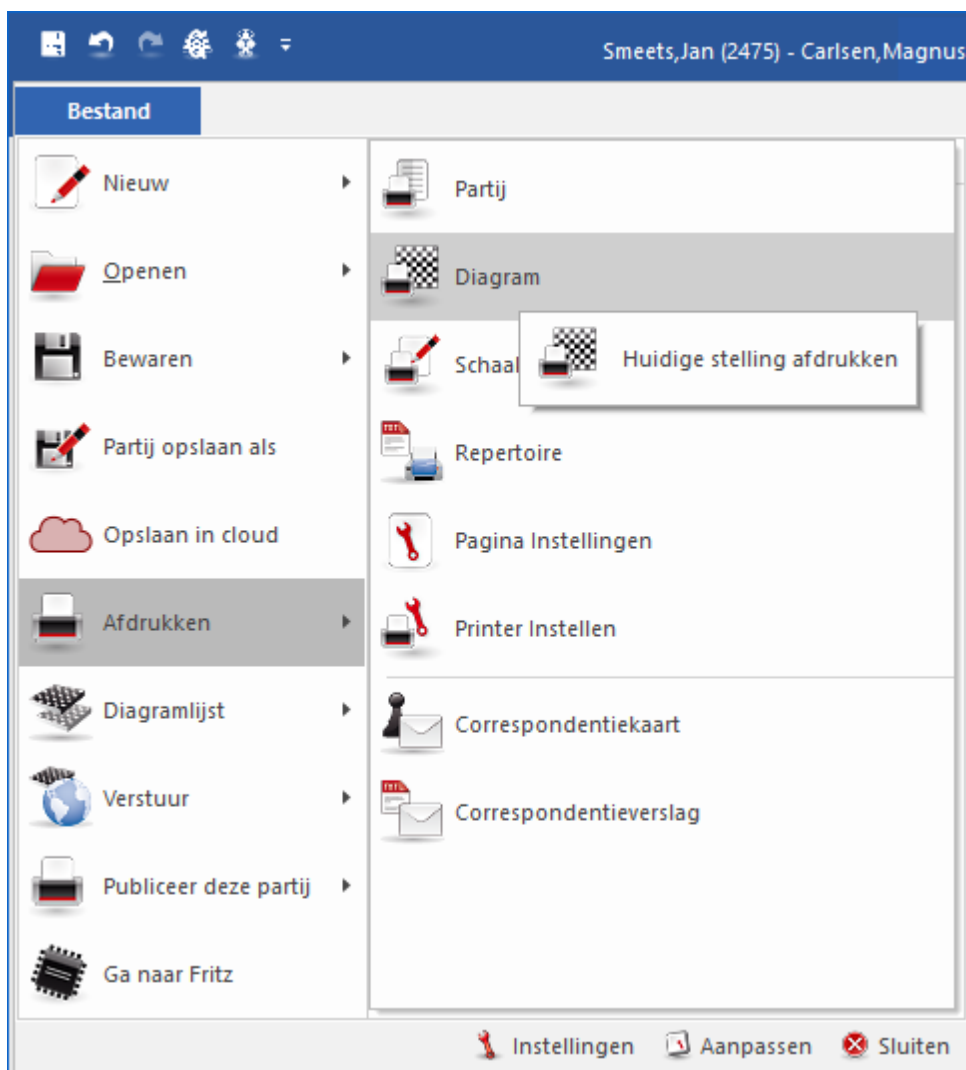 Smeets,Jan (2475) - Carlsen,Magnus
Bestand
Nieuw
Openen
Bewaren
Partij opslaan als
Opslaan in cloud
Afdrukken
Diagramlijst
Verstuur
Publiceer deze partij
Ga naar Fritz
Partij
Diagram
Huidige stelling afdrukken
Schaa
Repertoire
Pagina Instellingen
Printer Instellen
Correspondentiekaart
Correspondentieverslag
Instellingen
Aanpassen
Sluiten